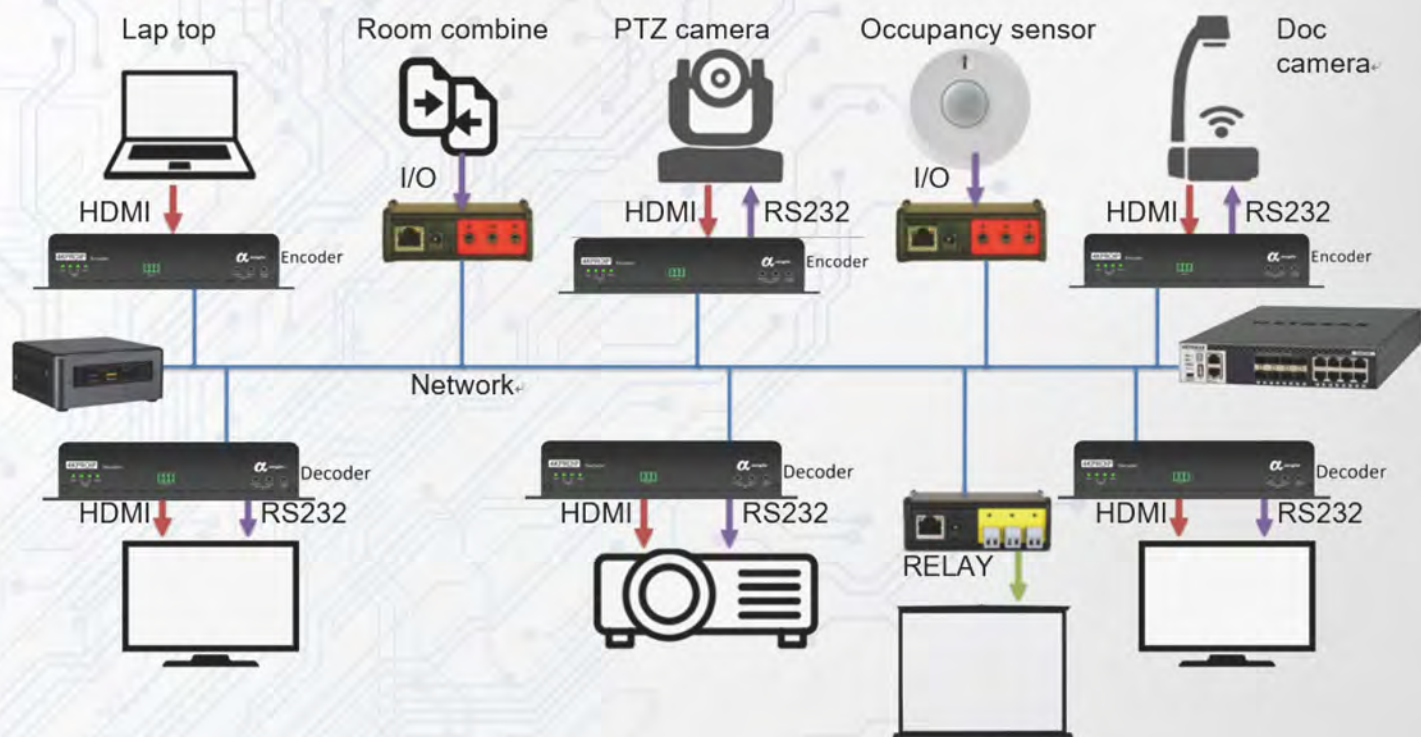 Lap top
Room combine
PTZ camera
Occupancy sensor
Doc
camera
I/O
I/O
HDMI
HDMI
RS232
HDMI
RS232
Encoder
Encoder
Encoder
NETGEAR
Network
Decoder
Decoder
Decoder
HDMI
RS232
HDMI
RS232
HDMI
RS232
RELAY